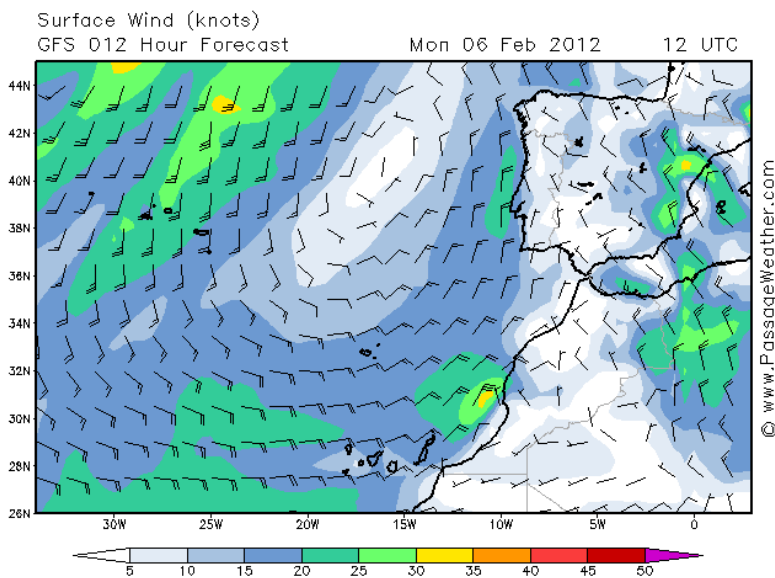 Surface Wind (knots)
GFS 012 Hour Forecast Mon 06 Feb 2012 12 UTC
44N
42N
40N
38N
36N
34N
32N
30N
28N
26N
30W 25W 20W 15W 10W 5W 0
5 10 15 20 25 30 35 40 45 50
© www.PassageWeather.com